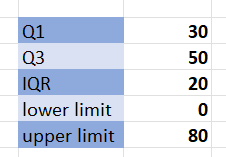 Q1 30
Q3 50
IQR 20
lower limit 0
upper limit 80